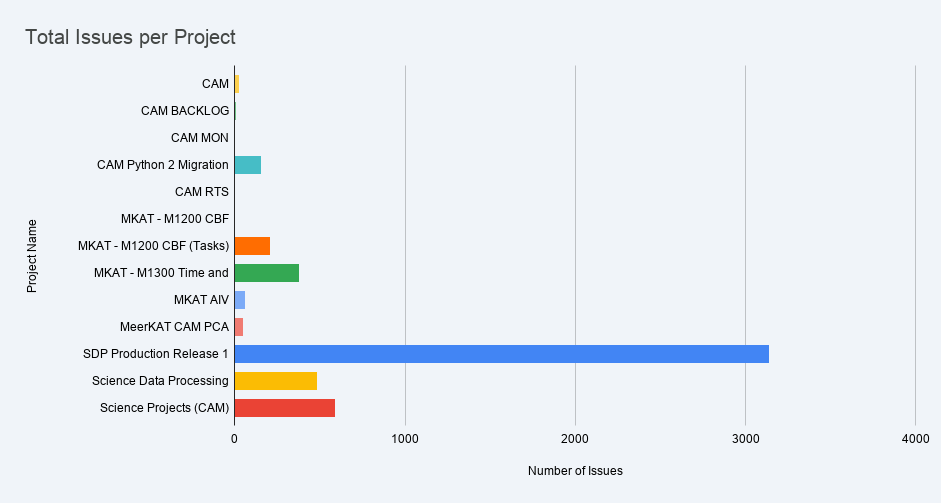 Total Issues per Project
CAM
CAM BACKLOG
CAM MON
CAM Python 2 Migration
CAM RTS
MKAT - M1200 CBF
MKAT - M1200 CBF (Tasks)
MKAT - M1300 Time and
MKAT AIV
MeerKAT CAM PCA
SDP Production Release 1
Science Data Processing
Science Projects (CAM)
Project Name
0 1000 2000 3000 4000
Number of Issues